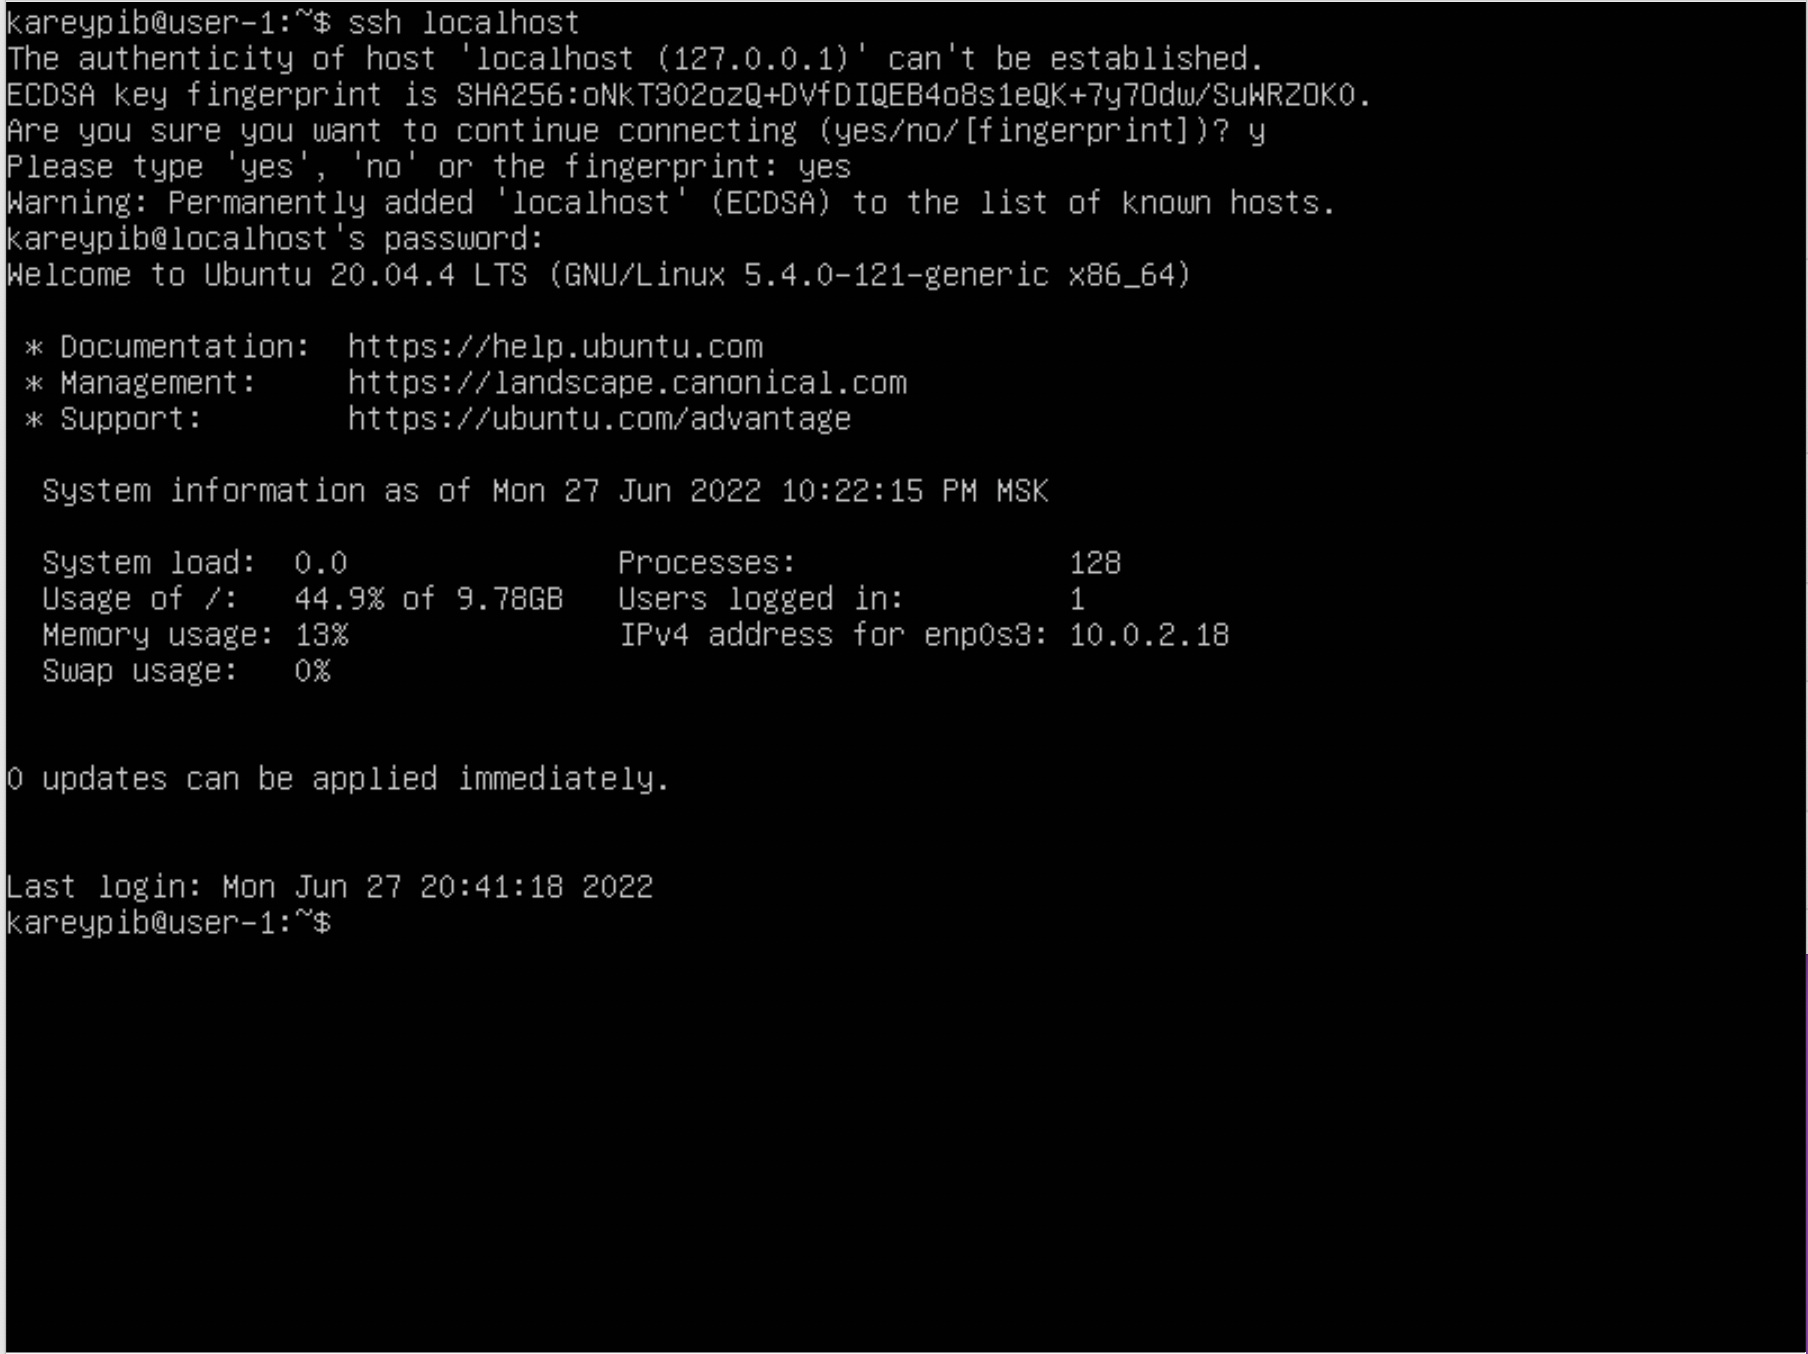 kareypib@user-1:~$ ssh localhost
The authenticity of host 'localhost (127.0.0.1)' can't be established.
ECDSA key fingerprint is SHA256:oNkT302ozQ+DVfDIQEB4o8s1eQK+7y7Odw/SuWRZOK0.
Are you sure you want to continue connecting (yes/no/[fingerprint])? y
Please type 'yes', 'no' or the fingerprint: yes
Warning: Permanently added 'localhost' (ECDSA) to the list of known hosts.
kareypib@localhost's password:
Welcome to Ubuntu 20.04.4 LTS (GNU/Linux 5.4.0-121-generic x86_64)
* Documentation:  https://help.ubuntu.com
* Management:     https://landscape.canonical.com
* Support:        https://ubuntu.com/advantage
System information as of Mon 27 Jun 2022 10:22:15 PM MSK
System load:  0.0               Processes:               128
Usage of /:   44.9% of 9.78GB   Users logged in:         1
Memory usage: 13%               IPv4 address for enp0s3: 10.0.2.18
Swap usage:   0%
0 updates can be applied immediately.
Last login: Mon Jun 27 20:41:18 2022
kareypib@user-1:~$